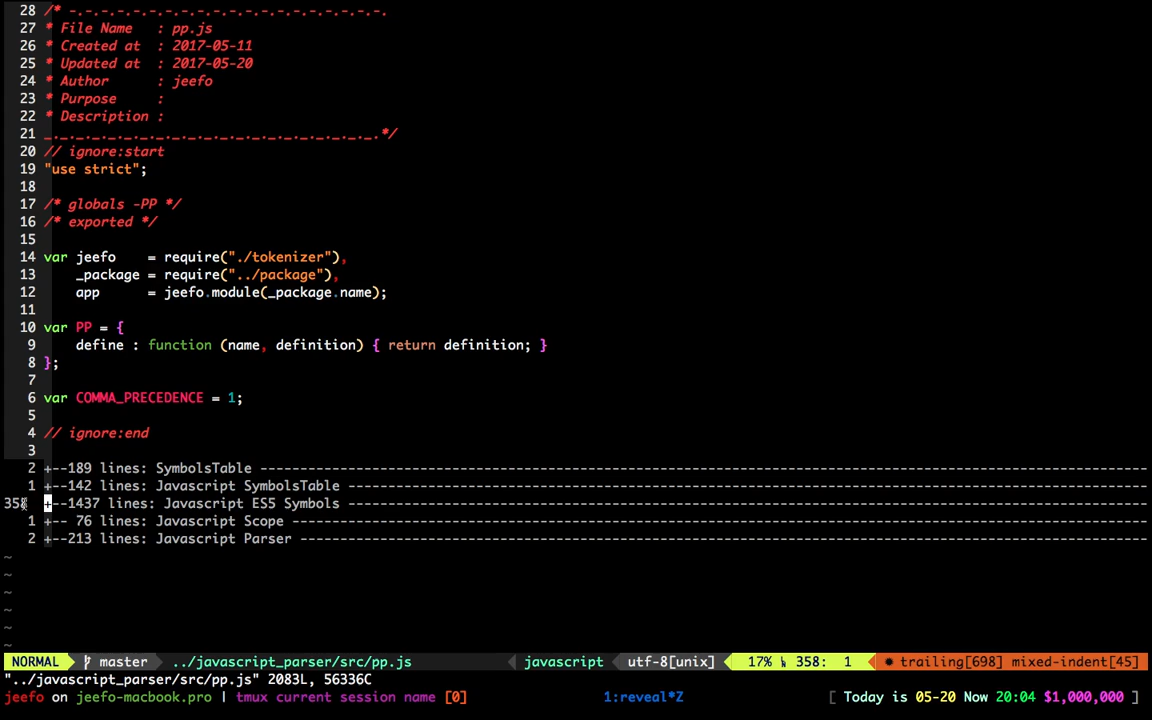 28 /* -.-.-.-.-.-.-.-.-.-.-.-.-.-.-.-.-.-.-.-.
27 * File Name   : pp.js
26 * Created at  : 2017-05-11
25 * Updated at  : 2017-05-20
24 * Author      : jeefo
23 * Purpose     :
22 * Description :
21 _._._._._._._._._._._._._._._._._._._._._.*/
20 // ignore:start
19 "use strict";
18
17 /* globals -PP */
16 /* exported */
15
14 var jeefo    = require("./tokenizer"),
13     _package = require("../package"),
12     app      = jeefo.module(_package.name);
11
10 var PP = {
9     define : function (name, definition) { return definition; }
8 };
7
6 var COMMA_PRECEDENCE = 1;
5
4 // ignore:end
3
2 +--189 lines: SymbolsTable ----------------------------------------
1 +--142 lines: Javascript SymbolsTable ----------------------------------------
358 +--1437 lines: Javascript ES5 Symbols ----------------------------------------
1 +-- 76 lines: Javascript Scope ----------------------------------------
2 +--213 lines: Javascript Parser ----------------------------------------
~
~
~
~
~
~
NORMAL master ../javascript_parser/src/pp.js javascript utf-8[unix] 17% 358: 1 trailing[698] mixed-indent[45]
"../javascript_parser/src/pp.js" 2083L, 56336C
jeefo on jeefo-macbook.pro | tmux current session name [0] 1:reveal*Z [ Today is 05-20 Now 20:04 $1,000,000 ]